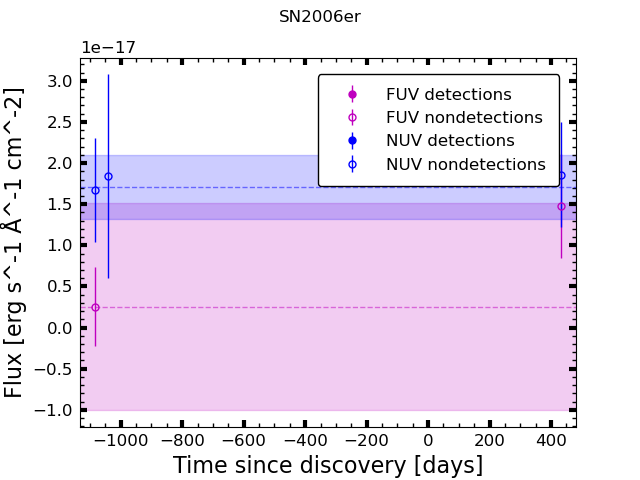 SN2006er
1e−17
3.0
2.5
2.0
1.5
1.0
0.5
0.0
−0.5
−1.0
Flux [erg s^-1 Å^-1 cm^-2]
FUV detections
FUV nondetections
NUV detections
NUV nondetections
−1000 −800 −600 −400 −200 0 200 400
Time since discovery [days]